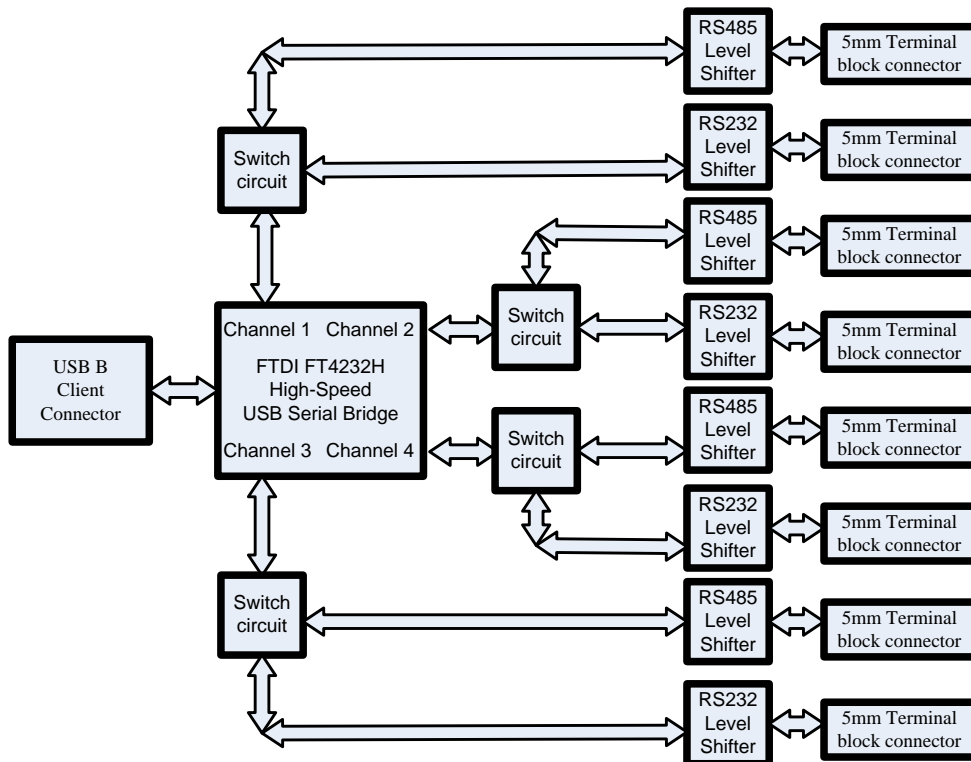 RS485
Level
Shifter
5mm Terminal
block connector
RS232
Level
Shifter
5mm Terminal
block connector
Switch
circuit
RS485
Level
Shifter
5mm Terminal
block connector
Switch
circuit
RS232
Level
Shifter
5mm Terminal
block connector
Channel 1 Channel 2
FTDI FT4232H
High-Speed
USB Serial Bridge
Channel 3 Channel 4
USB B
Client
Connector
RS485
Level
Shifter
5mm Terminal
block connector
Switch
circuit
RS232
Level
Shifter
5mm Terminal
block connector
Switch
circuit
RS485
Level
Shifter
5mm Terminal
block connector
RS232
Level
Shifter
5mm Terminal
block connector